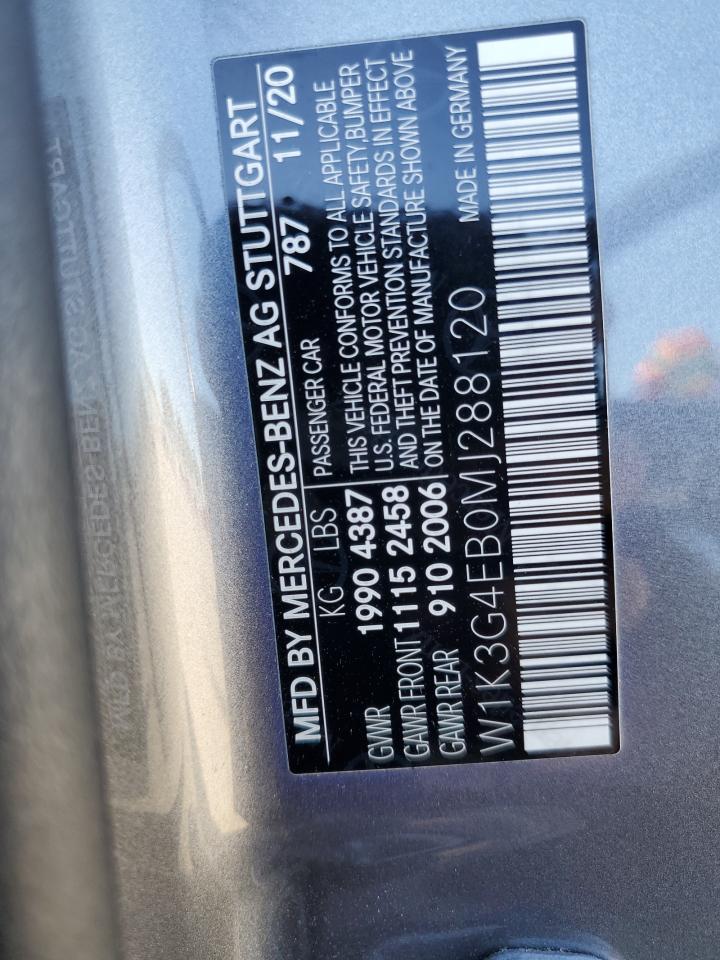 MFD BY MERCEDES-BENZ AG STUTTGART
787 11/20
KG LBS PASSENGER CAR
GVWR 1990 4387 THIS VEHICLE CONFORMS TO ALL APPLICABLE
GAWR FRONT 1115 2458 U.S. FEDERAL MOTOR VEHICLE SAFETY,BUMPER
GAWR REAR 910 2006 AND THEFT PREVENTION STANDARDS IN EFFECT
ON THE DATE OF MANUFACTURE SHOWN ABOVE
W1K3G4EB0MJ288120 MADE IN GERMANY